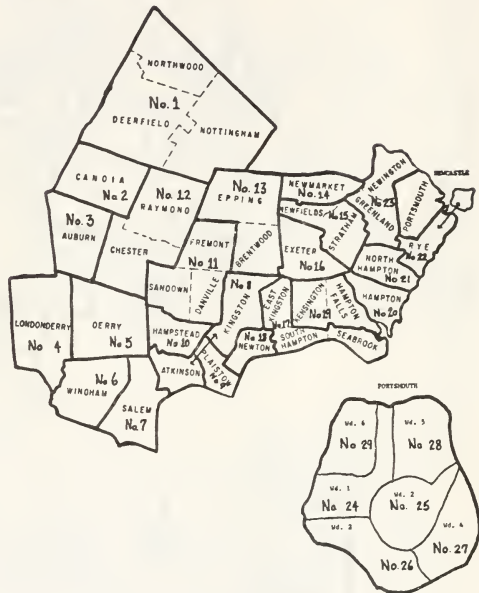 NORTHWOOD
No. 1
DEERFIELD
NOTTINGHAM
CANDIA
No 2
No. 12
RAYMOND
No. 13
EPPING
NEWMARKET
No. 14
NEWINGTON
No. 23
GREENLAND
PORTSMOUTH
NEWCASTLE
No. 3
AUBURN
CHESTER
FREMONT
No 11
BRENTWOOD
NEWFIELDS
No. 15
STRATHAM
EXETER
No 16
RYE
No 22
NORTH
HAMPTON
No 21
HAMPTON
No 20
SANDOWN
DANVILLE
No 8
KINGSTON
EAST
KINGSTON
No 17
KENSINGTON
No 19
HAMPTON
FALLS
LONDONDERRY
No 4
DERRY
No 5
HAMPSTEAD
No 10
No 18
NEWTON
SOUTH
HAMPTON
SEABROOK
No 6
WINDHAM
SALEM
No. 7
ATKINSON
PLAISTOW
No 9
PORTSMOUTH
Wd. 6
No 29
Wd. 5
No 28
Wd. 1
No 24
Wd. 2
No. 25
Wd. 3
No. 26
Wd. 4
No. 27